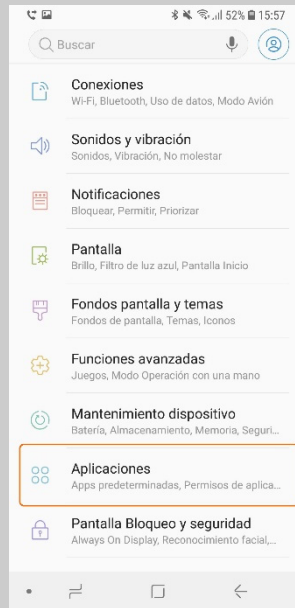 52% 15:57
Buscar
Conexiones
Wi-Fi, Bluetooth, Uso de datos, Modo Avión
Sonidos y vibración
Sonidos, Vibración, No molestar
Notificaciones
Bloquear, Permitir, Priorizar
Pantalla
Brillo, Filtro de luz azul, Pantalla Inicio
Fondos pantalla y temas
Fondos de pantalla, Temas, Iconos
Funciones avanzadas
Juegos, Modo Operación con una mano
Mantenimiento dispositivo
Batería, Almacenamiento, Memoria, Seguri...
Aplicaciones
Apps predeterminadas, Permisos de aplica...
Pantalla Bloqueo y seguridad
Always On Display, Reconocimiento facial,...